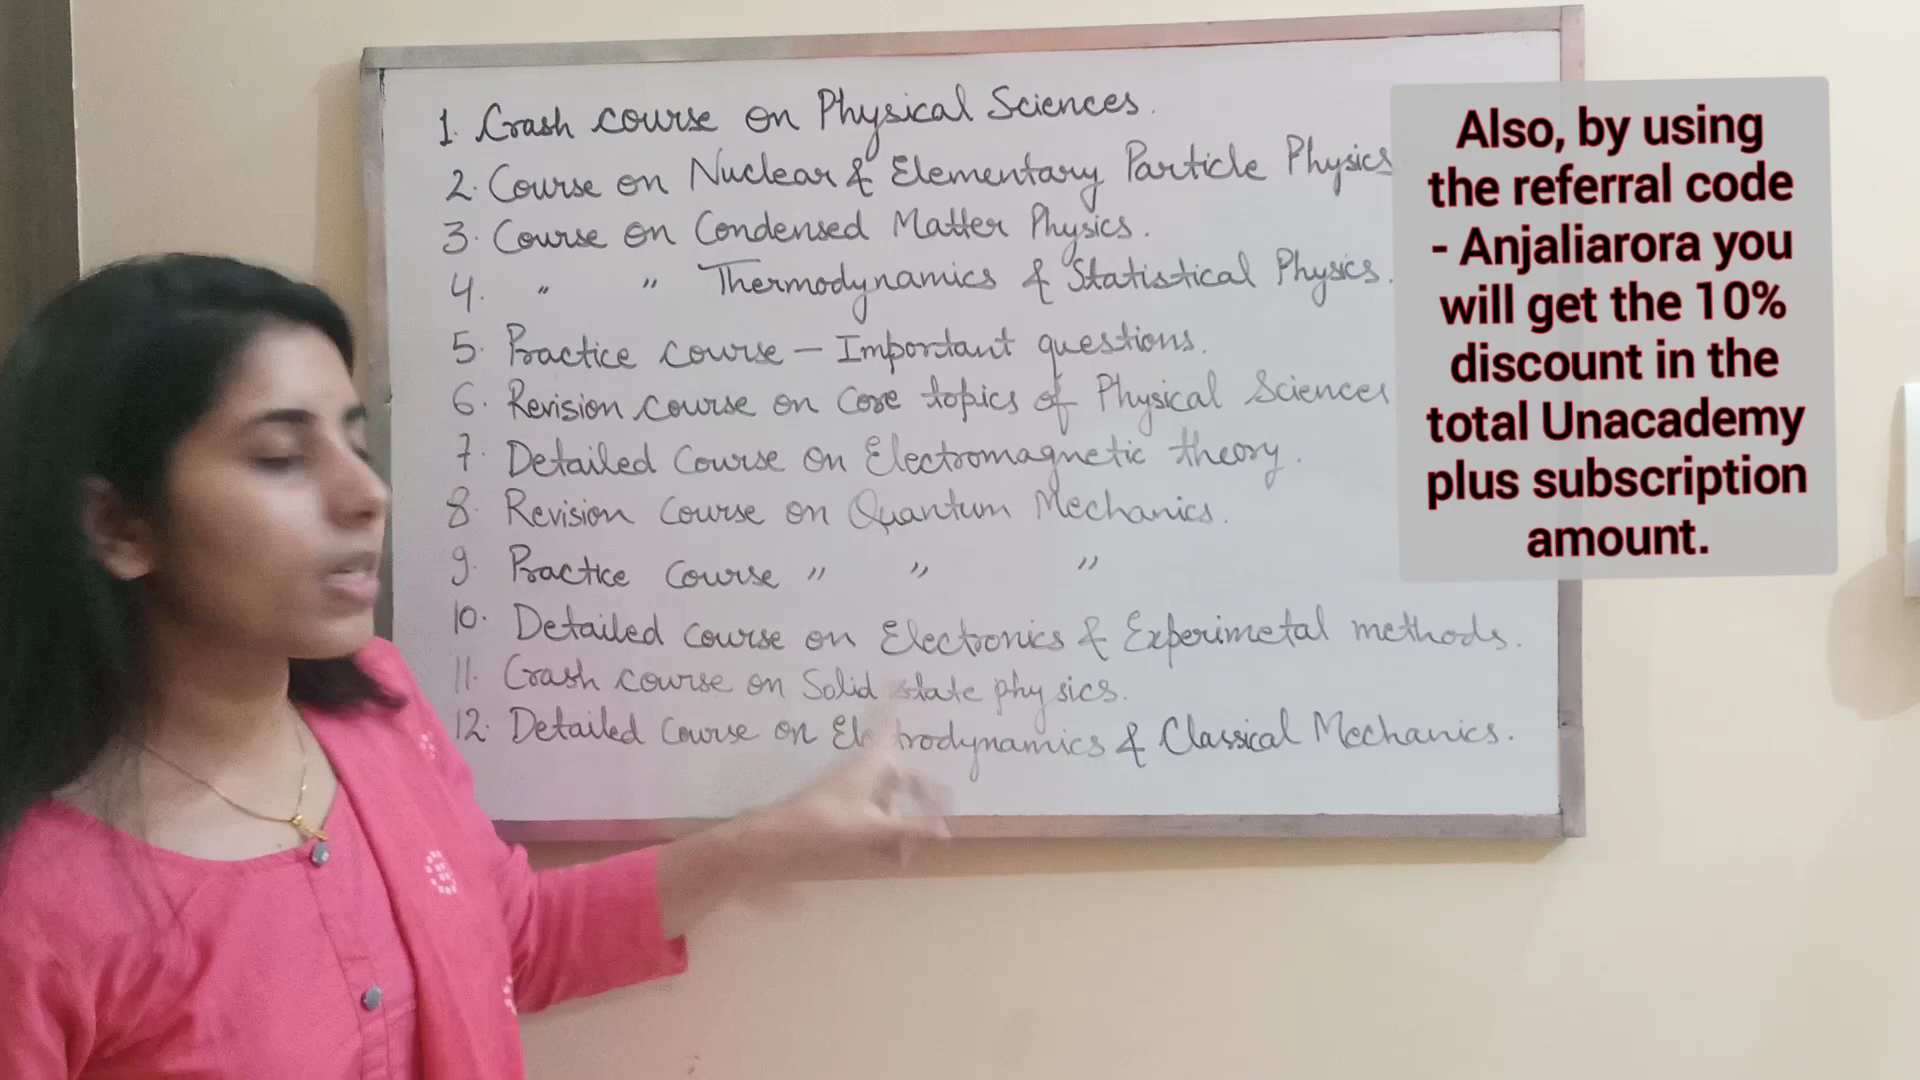 1. Crash course on Physical Sciences.
2. Course on Nuclear & Elementary Particle Physics
3. Course on Condensed Matter Physics.
4. " " Thermodynamics & Statistical Physics.
5. Practice course – Important questions.
6. Revision course on Core topics of Physical Sciences
7. Detailed Course on Electromagnetic theory.
8. Revision Course on Quantum Mechanics.
9. Practice Course " " "
10. Detailed course on Electronics & Experimetal methods.
11. Crash course on Solid state physics.
12. Detailed Course on Electrodynamics & Classical Mechanics.
Also, by using
the referral code
- Anjaliarora you
will get the 10%
discount in the
total Unacademy
plus subscription
amount.